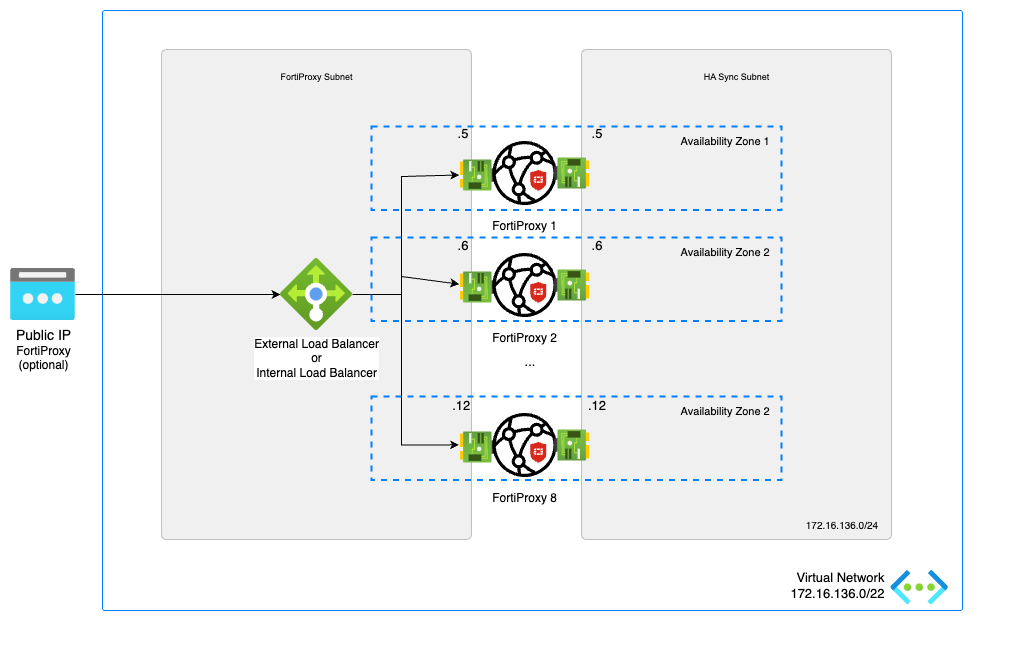 FortiProxy Subnet
HA Sync Subnet
.5
.5
Availability Zone 1
FortiProxy 1
.6
.6
Availability Zone 2
FortiProxy 2
...
Public IP
FortiProxy
(optional)
External Load Balancer
or
Internal Load Balancer
.12
.12
Availability Zone 2
FortiProxy 8
172.16.136.0/24
Virtual Network
172.16.136.0/22